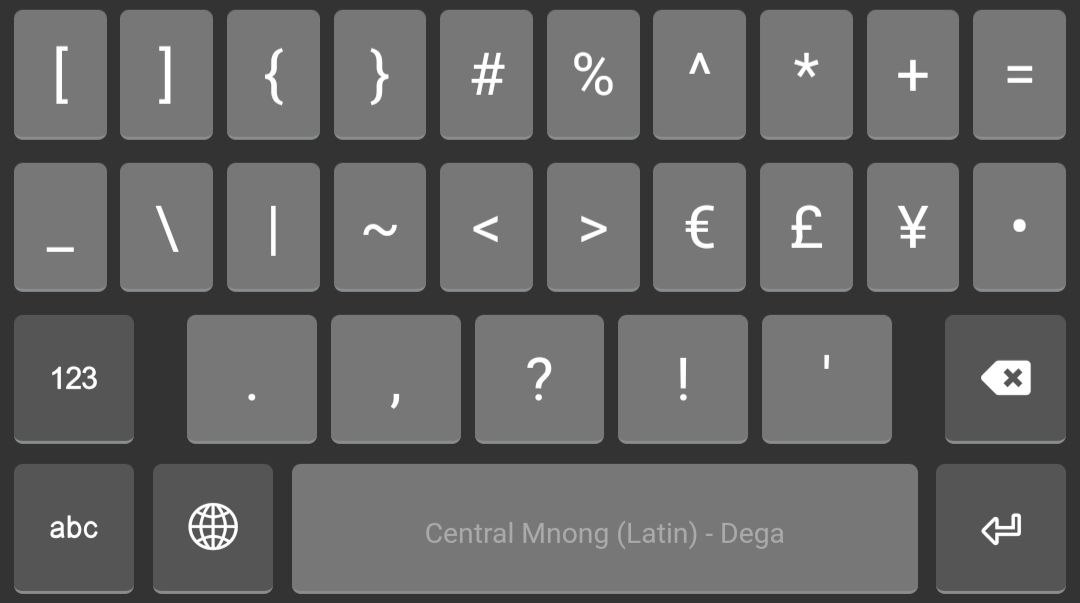 [ ] { } # % ^ * + =
_ \ | ~ < > € £ ¥ •
123 . , ? ! '
abc Central Mnong (Latin) - Dega